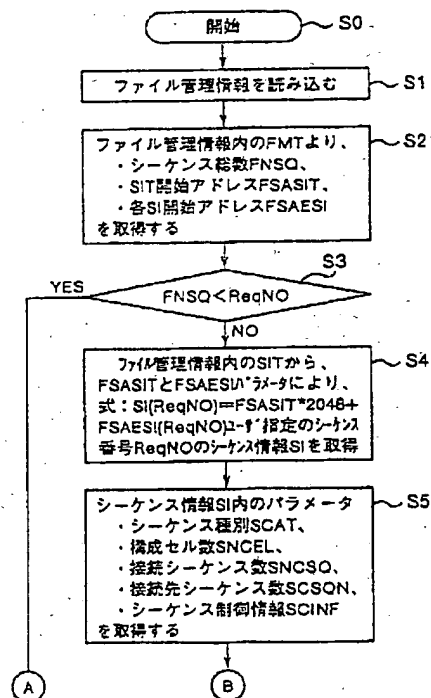 開始
S0
ファイル管理情報を読み込む
S1
ファイル管理情報内のFMTより、
・シーケンス総数FNSQ、
・SIT開始アドレスFSASIT、
・各SI開始アドレスFSAESI
を取得する
S2
S3
YES
FNSQ<ReqNO
NO
ファイル管理情報内のSITから、
FSASITとFSAESIパラメータにより、
式：SI(ReqNO)=FSASIT*2048+
FSAESI(ReqNO)ユーザ指定のシーケンス
番号ReqNOのシーケンス情報SIを取得
S4
シーケンス情報SI内のパラメータ
・シーケンス種別SCAT、
・構成セル数SNCEL、
・接続シーケンス数SNCSQ、
・接続先シーケンス数SCSQN、
・シーケンス制御情報SCINF
を取得する
S5
A
B